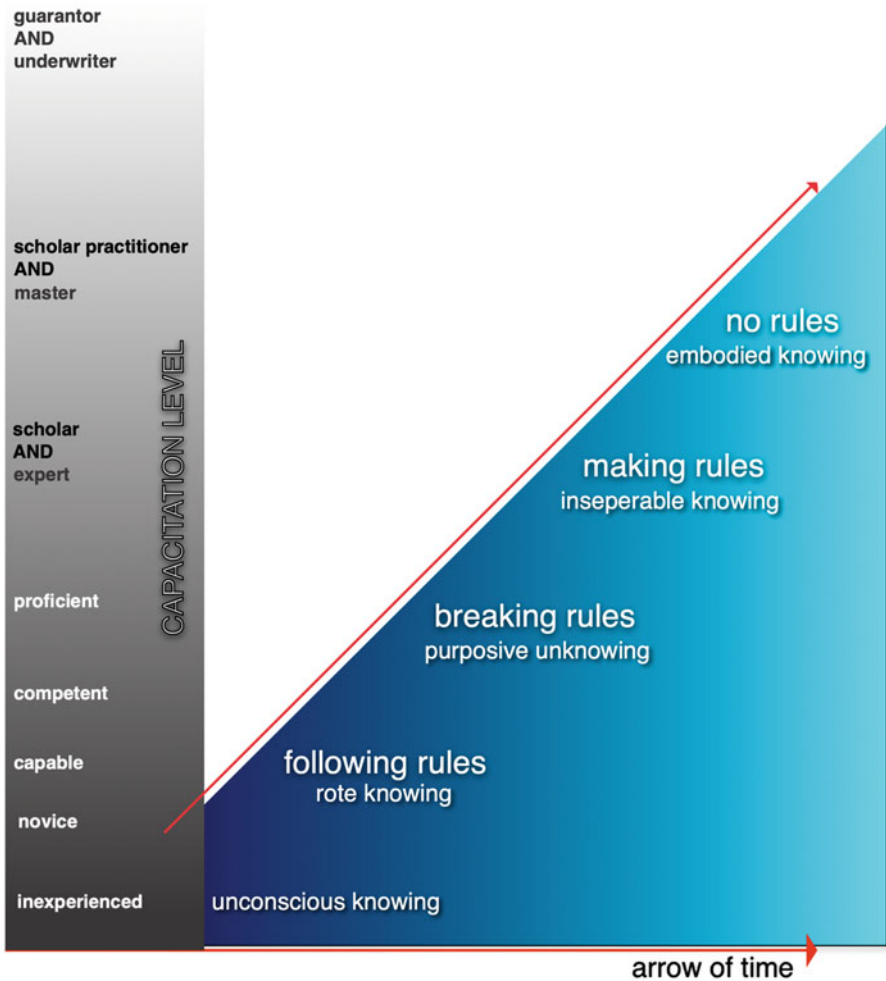 guarantor
AND
underwriter
scholar practitioner
AND
master
scholar
AND
expert
proficient
competent
capable
novice
inexperienced
CAPACITATION LEVEL
no rules
embodied knowing
making rules
inseperable knowing
breaking rules
purposive unknowing
following rules
rote knowing
unconscious knowing
arrow of time